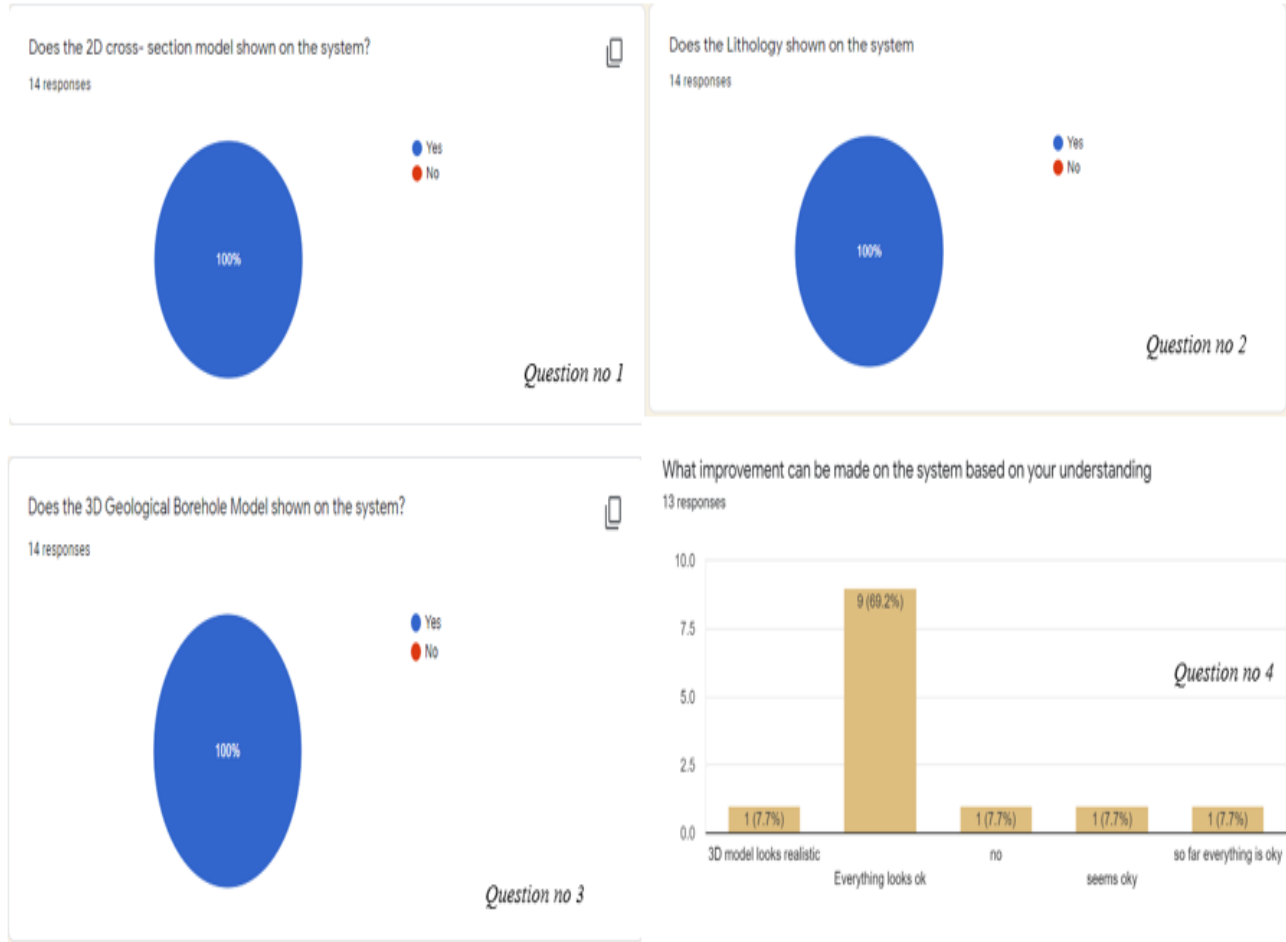 Does the 2D cross- section model shown on the system?
14 responses
Yes
No
100%
Question no 1
Does the Lithology shown on the system
14 responses
Yes
No
100%
Question no 2
Does the 3D Geological Borehole Model shown on the system?
14 responses
Yes
No
100%
Question no 3
What improvement can be made on the system based on your understanding
13 responses
10.0
7.5
5.0
2.5
0.0
9 (69.2%)
Question no 4
1 (7.7%)
1 (7.7%)
1 (7.7%)
1 (7.7%)
3D model looks realistic
Everything looks ok
no
seems oky
so far everything is oky